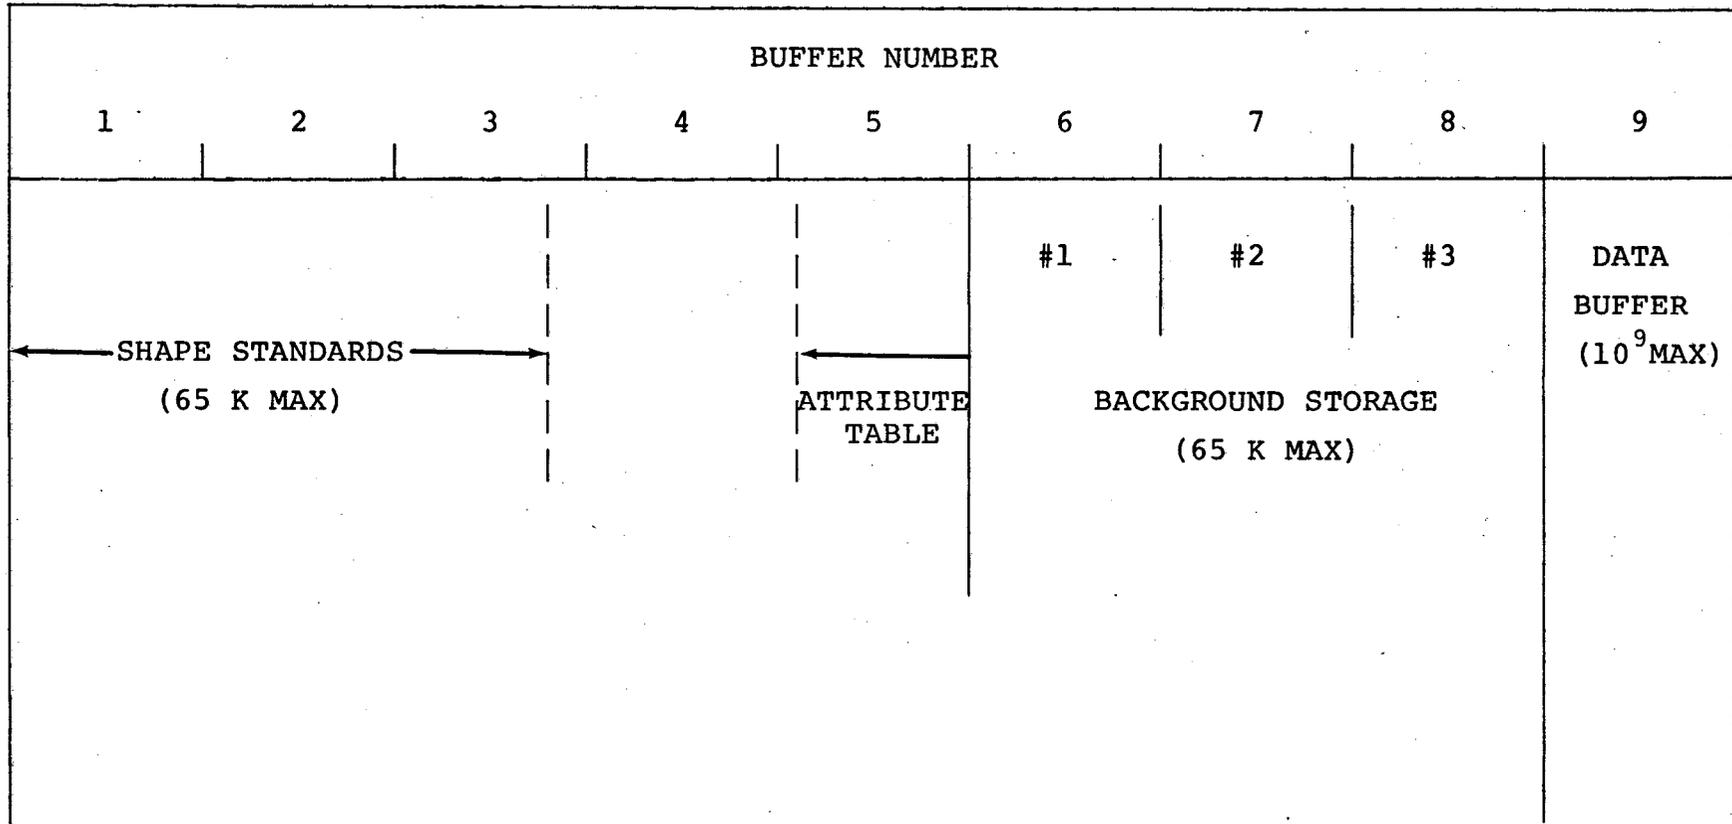 BUFFER NUMBER
1 2 3 4 5 6 7 8 9
#1 #2 #3
DATA
BUFFER
(10⁹MAX)
SHAPE STANDARDS
(65 K MAX)
ATTRIBUTE
TABLE
BACKGROUND STORAGE
(65 K MAX)